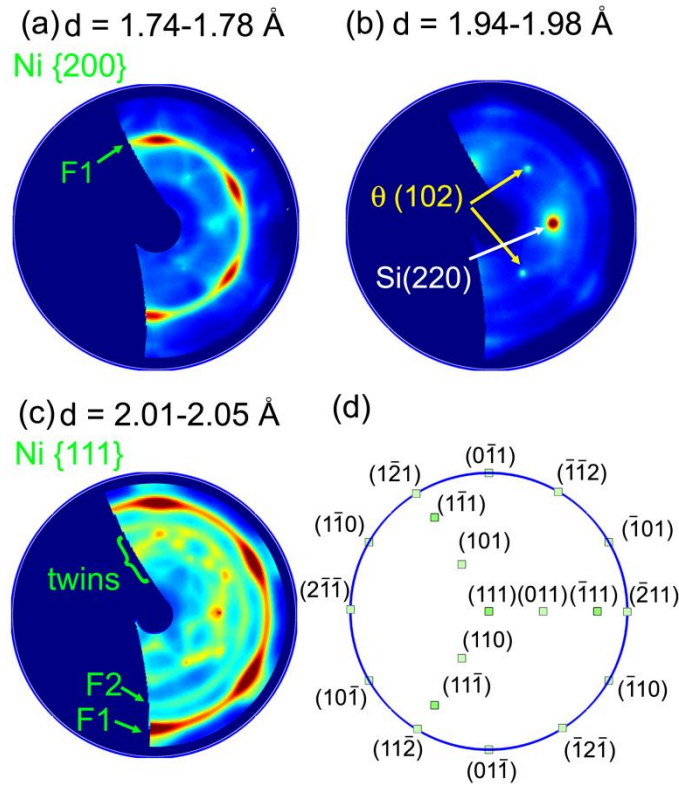 (a) d = 1.74-1.78 Å
Ni {200}
F1
(b) d = 1.94-1.98 Å
θ (102)
Si(220)
(c) d = 2.01-2.05 Å
Ni {111}
twins
F2
F1
(d)
(01̄1)
(12̄1) (1̄1̄2)
(11̄1)
(11̄0) (1̄01)
(101)
(21̄1̄) (111) (011) (1̄11) (2̄11)
(110)
(101̄) (1̄10)
(111̄)
(112̄) (1̄21̄)
(011̄)